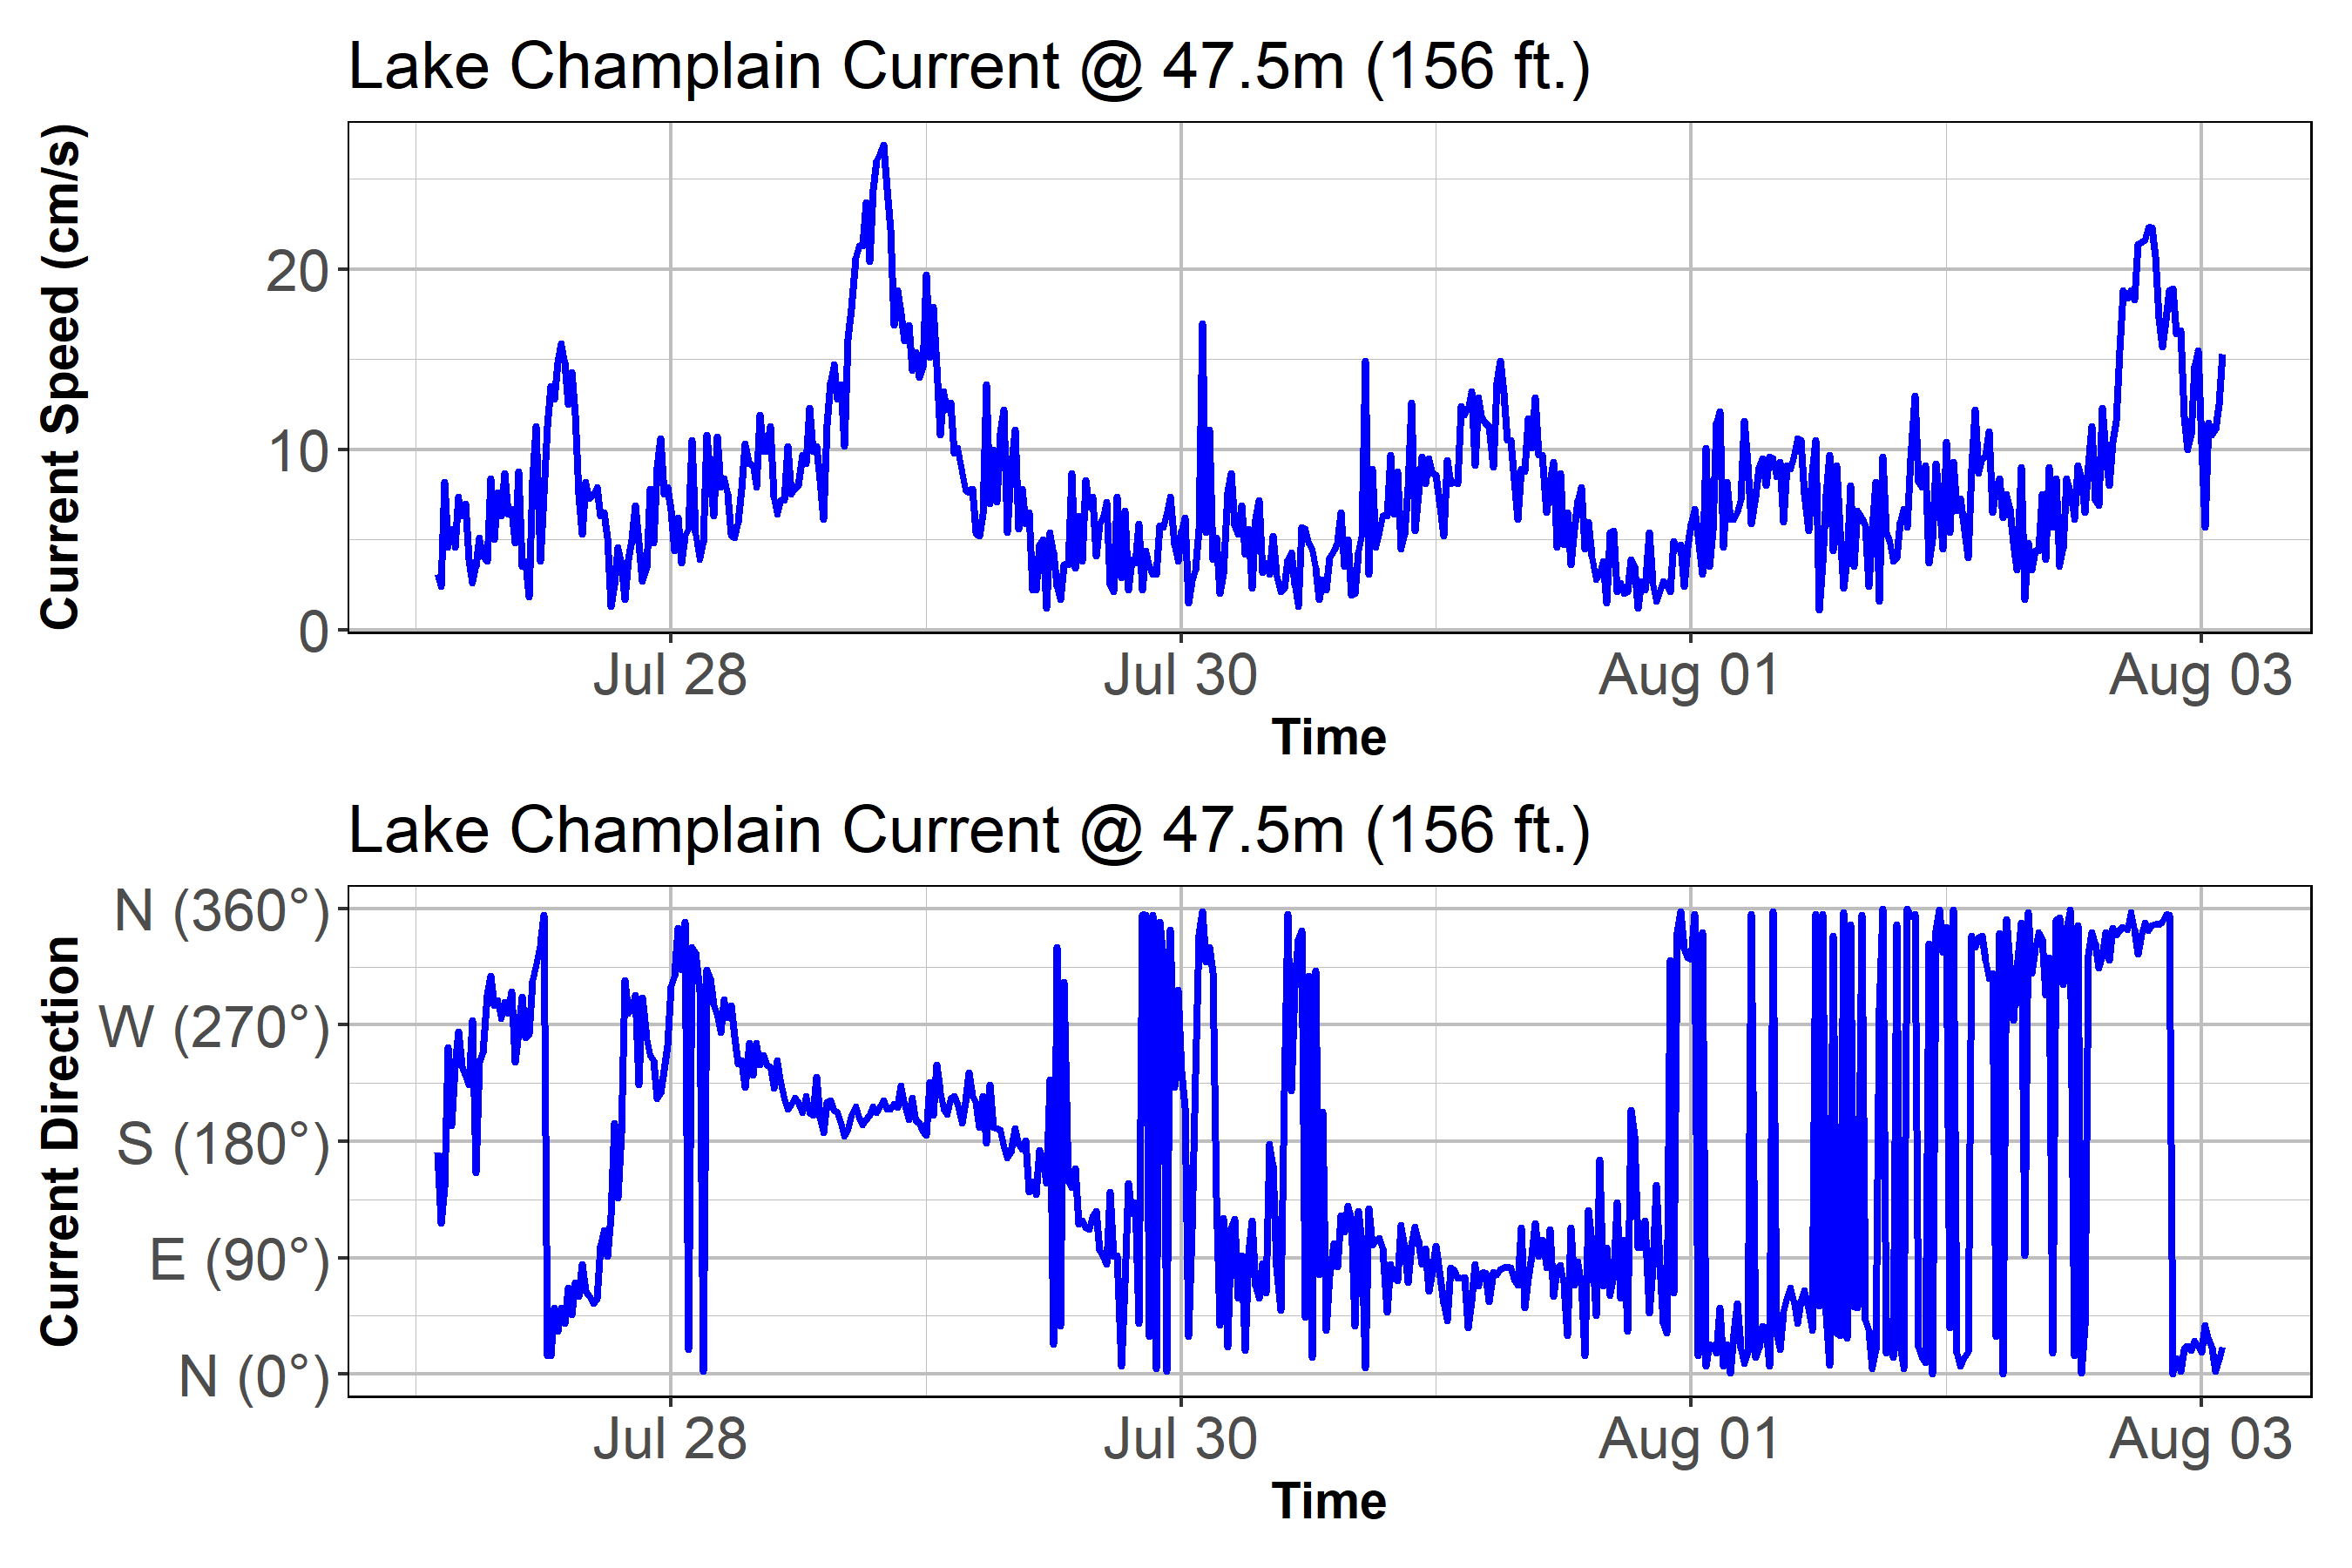 Lake Champlain Current @ 47.5m (156 ft.)
Current Speed (cm/s)
20
10
0
Jul 28 Jul 30 Aug 01 Aug 03
Time
Lake Champlain Current @ 47.5m (156 ft.)
Current Direction
N (360°)
W (270°)
S (180°)
E (90°)
N (0°)
Jul 28 Jul 30 Aug 01 Aug 03
Time